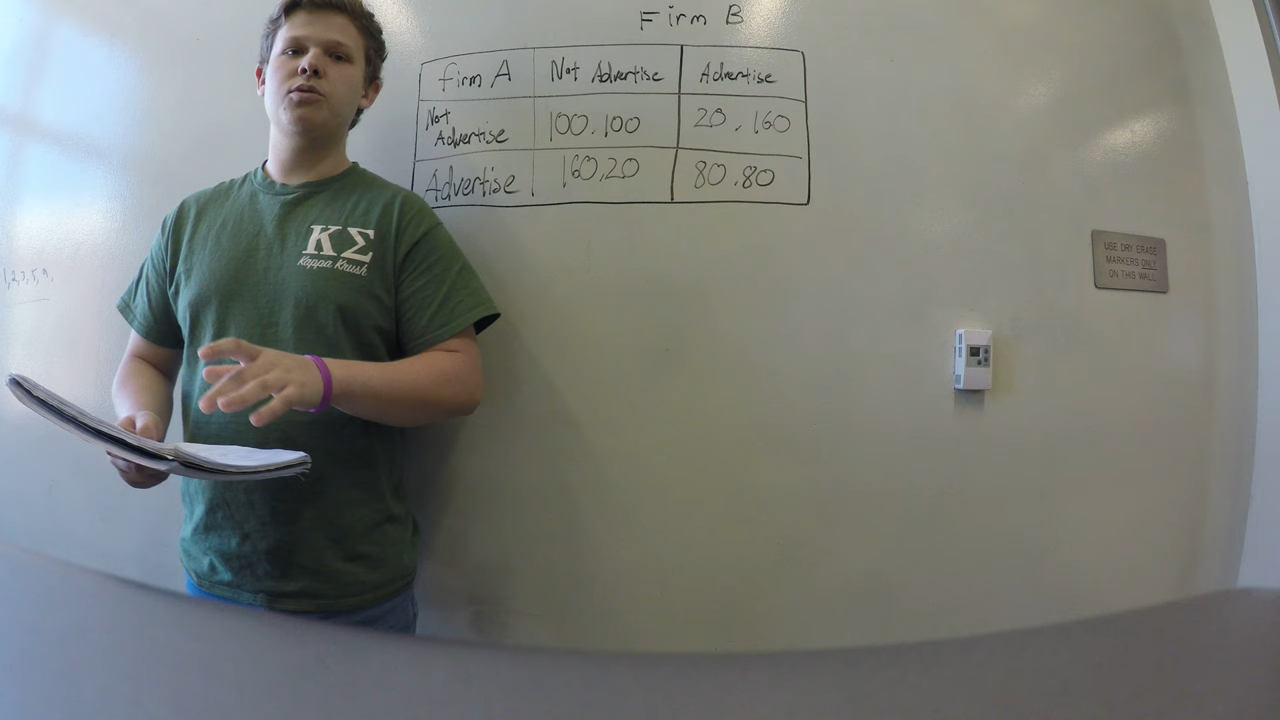 Firm B
Firm A Not Advertise Advertise
Not
Advertise 100,100 20,160
Advertise 160,20 80,80
ΚΣ
Kappa Krush
USE DRY ERASE
MARKERS ONLY
ON THIS WALL